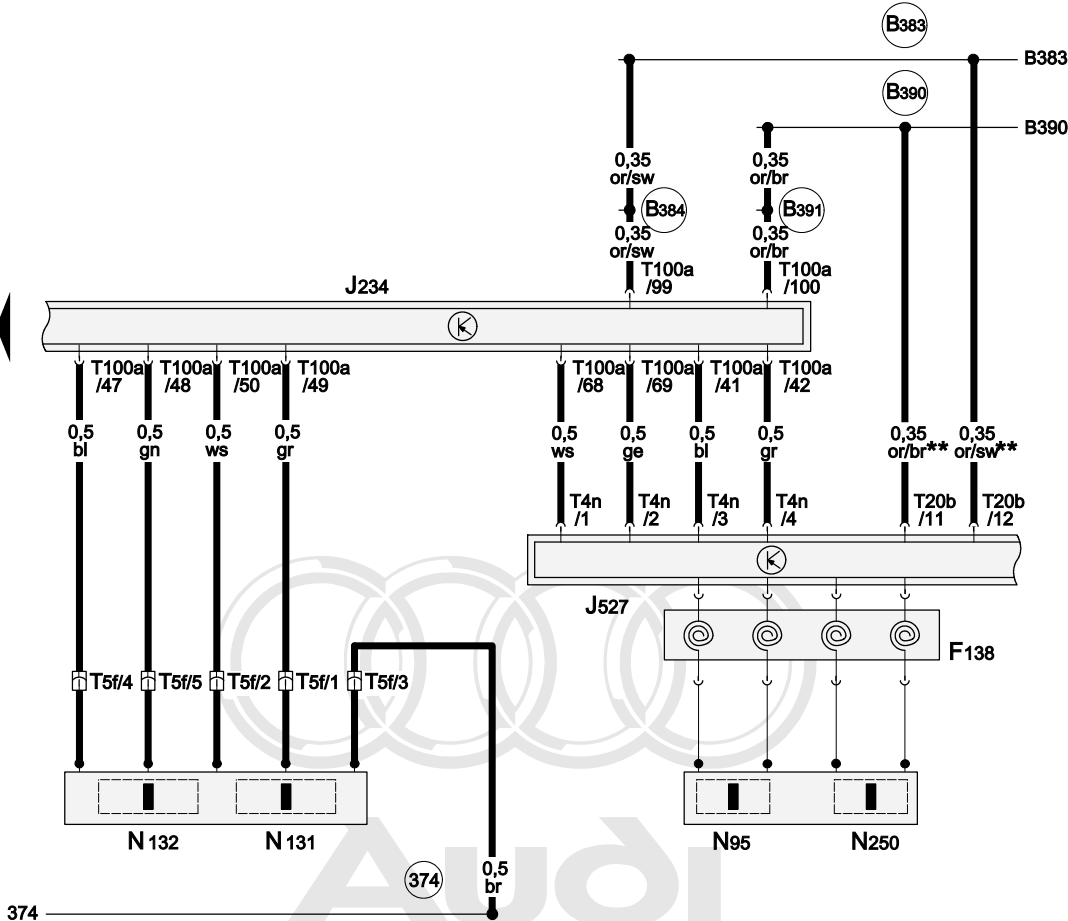 B383
B383
B390
B390
0,35
or/sw
0,35
or/br
B384
B391
0,35
or/sw
0,35
or/br
T100a
/99
T100a
/100
J234
T100a
/47
T100a
/48
T100a
/50
T100a
/49
T100a
/68
T100a
/69
T100a
/41
T100a
/42
0,5
bl
0,5
gn
0,5
ws
0,5
gr
0,5
ws
0,5
ge
0,5
bl
0,5
gr
0,35
or/br**
0,35
or/sw**
T4n
/1
T4n
/2
T4n
/3
T4n
/4
T20b
/11
T20b
/12
J527
F138
T5f/4
T5f/5
T5f/2
T5f/1
T5f/3
N132
N131
N95
N250
Audi
374
0,5
br
374